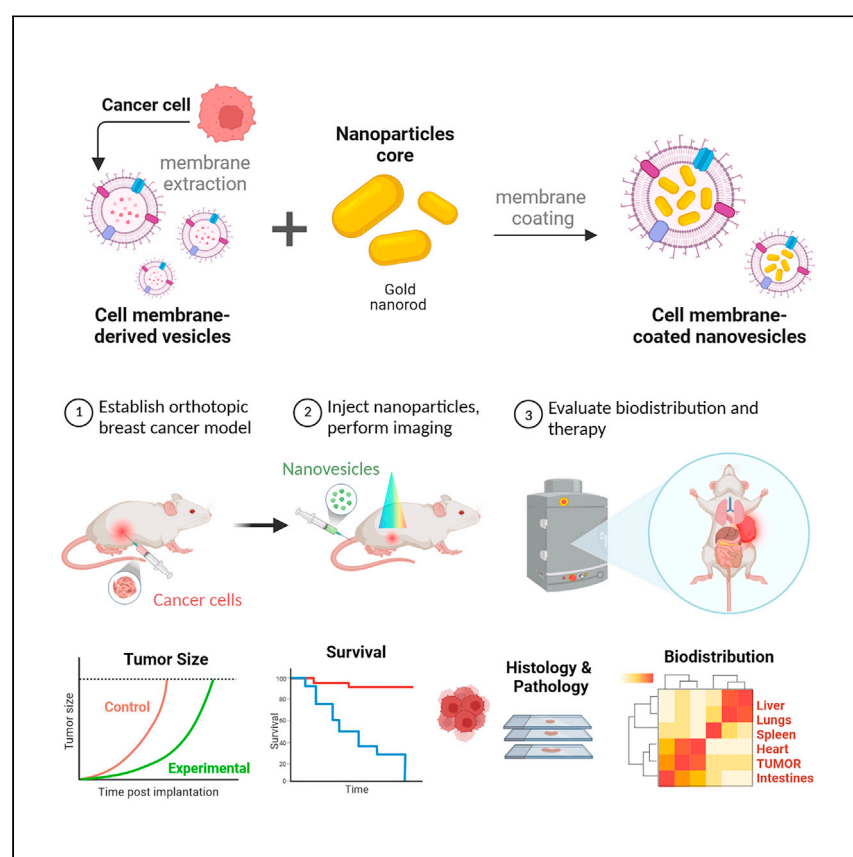 Cancer cell
membrane
extraction
Cell membrane-
derived vesicles
Nanoparticles
core
Gold
nanorod
membrane
coating
Cell membrane-
coated nanovesicles
1 Establish orthotopic
breast cancer model
Cancer cells
2 Inject nanoparticles,
perform imaging
Nanovesicles
3 Evaluate biodistribution and
therapy
Tumor Size
Tumor size
Control
Experimental
Time post implantation
Survival
Survival
100
80
60
40
20
0
Time
Histology &
Pathology
Biodistribution
Liver
Lungs
Spleen
Heart
TUMOR
Intestines